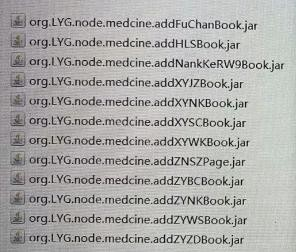 org.LYG.node.medcine.addFuChanBook.jar
org.LYG.node.medcine.addHLSBook.jar
org.LYG.node.medcine.addNankKeRW9Book.jar
org.LYG.node.medcine.addXYJZBook.jar
org.LYG.node.medcine.addXYNKBook.jar
org.LYG.node.medcine.addXYSCBook.jar
org.LYG.node.medcine.addXYWKBook.jar
org.LYG.node.medcine.addZNSZPage.jar
org.LYG.node.medcine.addZYBCBook.jar
org.LYG.node.medcine.addZYNKBook.jar
org.LYG.node.medcine.addZYWSBook.jar
org.LYG.node.medcine.addZYZDBook.jar